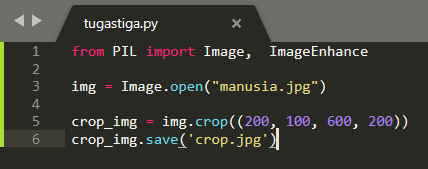 tugastiga.py
1 from PIL import Image,  ImageEnhance
2
3 img = Image.open("manusia.jpg")
4
5 crop_img = img.crop((200, 100, 600, 200))
6 crop_img.save('crop.jpg')